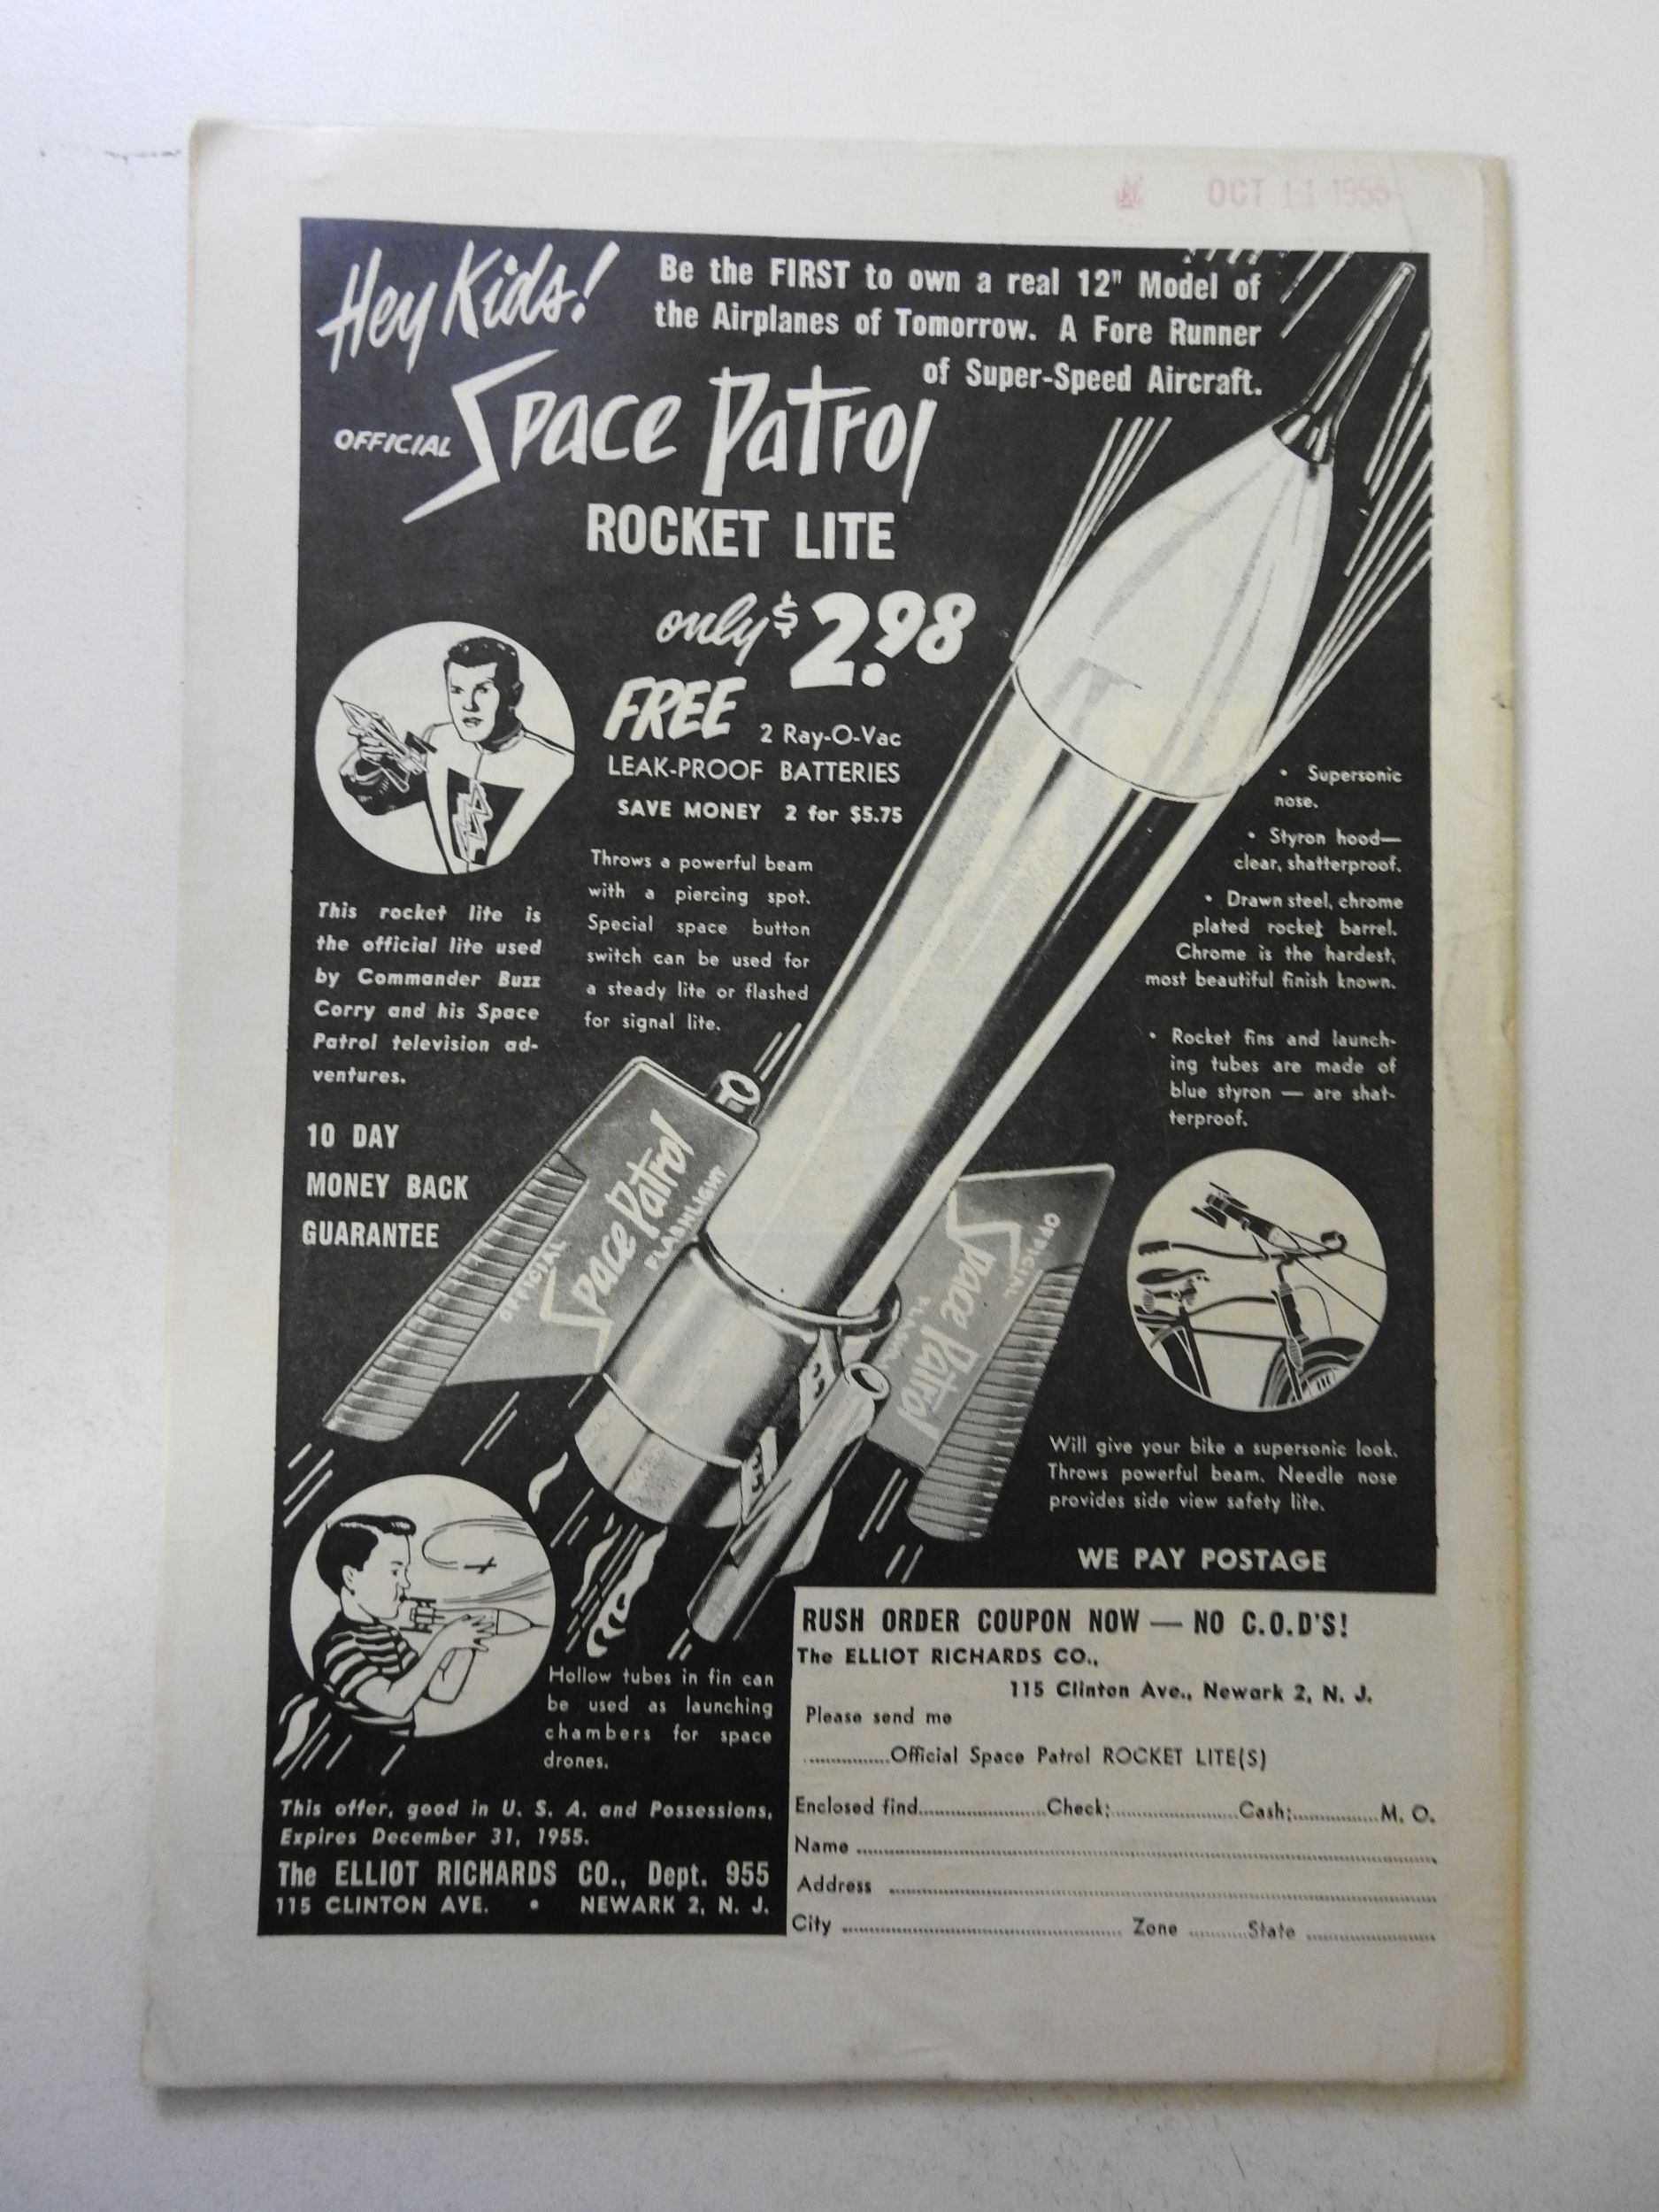 OCT 11 1955
Hey Kids!
Be the FIRST to own a real 12" Model of
the Airplanes of Tomorrow. A Fore Runner
of Super-Speed Aircraft.
OFFICIAL Space Patrol
ROCKET LITE
only $2.98
FREE 2 Ray-O-Vac
LEAK-PROOF BATTERIES
SAVE MONEY 2 for $5.75
Throws a powerful beam
with a piercing spot.
Special space button
switch can be used for
a steady lite or flashed
for signal lite.
This rocket lite is
the official lite used
by Commander Buzz
Corry and his Space
Patrol television ad-
ventures.
10 DAY
MONEY BACK
GUARANTEE
• Supersonic
nose.
• Styron hood—
clear, shatterproof.
• Drawn steel, chrome
plated rocket barrel.
Chrome is the hardest,
most beautiful finish known.
• Rocket fins and launch-
ing tubes are made of
blue styron — are shat-
terproof.
OFFICIAL
Space Patrol
FLASHLIGHT
OFFICIAL
Space Patrol
Will give your bike a supersonic look.
Throws powerful beam. Needle nose
provides side view safety lite.
WE PAY POSTAGE
Hollow tubes in fin can
be used as launching
chambers for space
drones.
This offer, good in U. S. A. and Possessions,
Expires December 31, 1955.
The ELLIOT RICHARDS CO., Dept. 955
115 CLINTON AVE. • NEWARK 2, N. J.
RUSH ORDER COUPON NOW — NO C.O.D'S!
The ELLIOT RICHARDS CO.,
115 Clinton Ave., Newark 2, N. J.
Please send me
...............Official Space Patrol ROCKET LITE(S)
Enclosed find......................Check;......................Cash;...............M. O.
Name ......................................................................
Address ......................................................................
City .................................................. Zone ..........State ......................